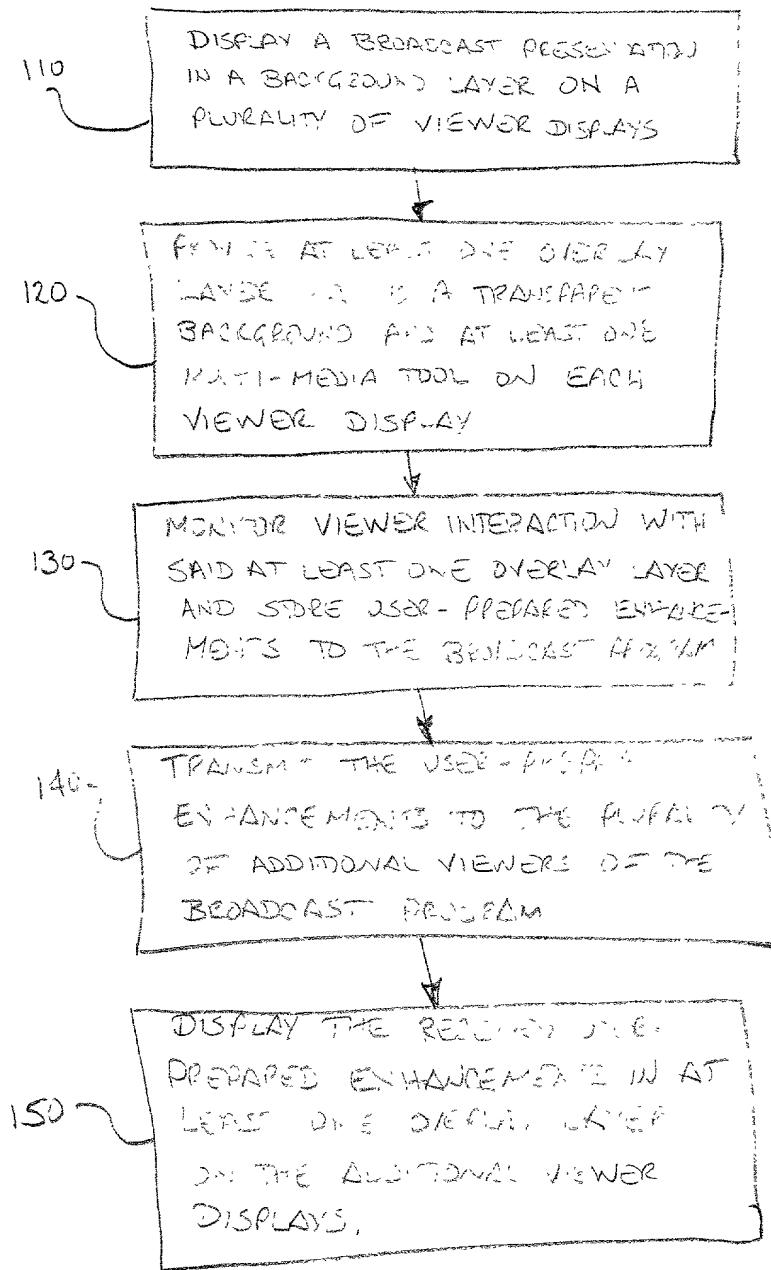 110
DISPLAY A BROADCAST PRESENTATION
IN A BACKGROUND LAYER ON A
PLURALITY OF VIEWER DISPLAYS
120
AT LEAST ONE OVERLAY
LAYER A TRANSPARENT
BACKGROUND AND AT LEAST ONE
MULTI-MEDIA TOOL ON EACH
VIEWER DISPLAY
130
MONITOR VIEWER INTERACTION WITH
SAID AT LEAST ONE OVERLAY LAYER
AND STORE USER-PREPARED ENHANCE-
MENTS TO THE BROADCAST
140
TRANSMIT THE USER-
ENHANCEMENTS TO THE PLURALITY
OF ADDITIONAL VIEWERS OF THE
BROADCAST PROGRAM
150
DISPLAY THE RECEIVED USER-
PREPARED ENHANCEMENTS IN AT
LEAST ONE OVERLAY LAYER
ON THE ADDITIONAL VIEWER
DISPLAYS.